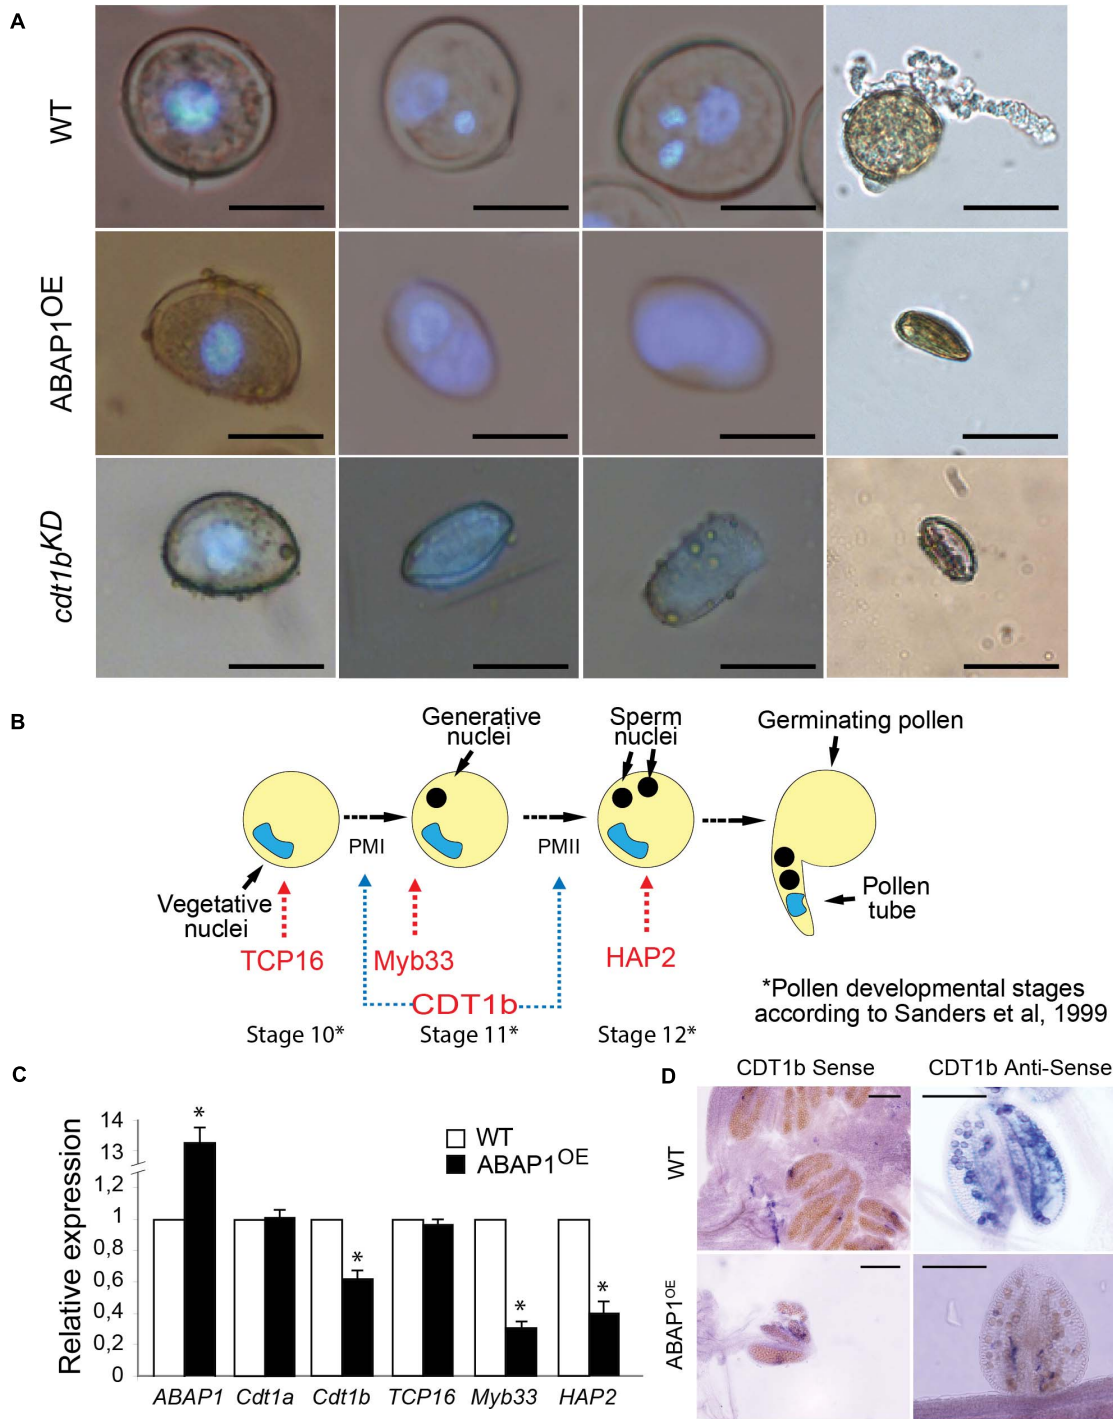 A
WT
ABAP1OE
cdt1bKD
B
Generative
nuclei
Sperm
nuclei
Germinating pollen
PMI
PMII
Vegetative
nuclei
Pollen
tube
TCP16
Myb33
HAP2
CDT1b
*Pollen developmental stages
according to Sanders et al, 1999
Stage 10*
Stage 11*
Stage 12*
C
Relative expression
14
13
1,2
1
0,8
0,6
0,4
0,2
0
*
*
*
*
WT
ABAP1OE
ABAP1 Cdt1a Cdt1b TCP16 Myb33 HAP2
D
CDT1b Sense
CDT1b Anti-Sense
WT
ABAP1OE